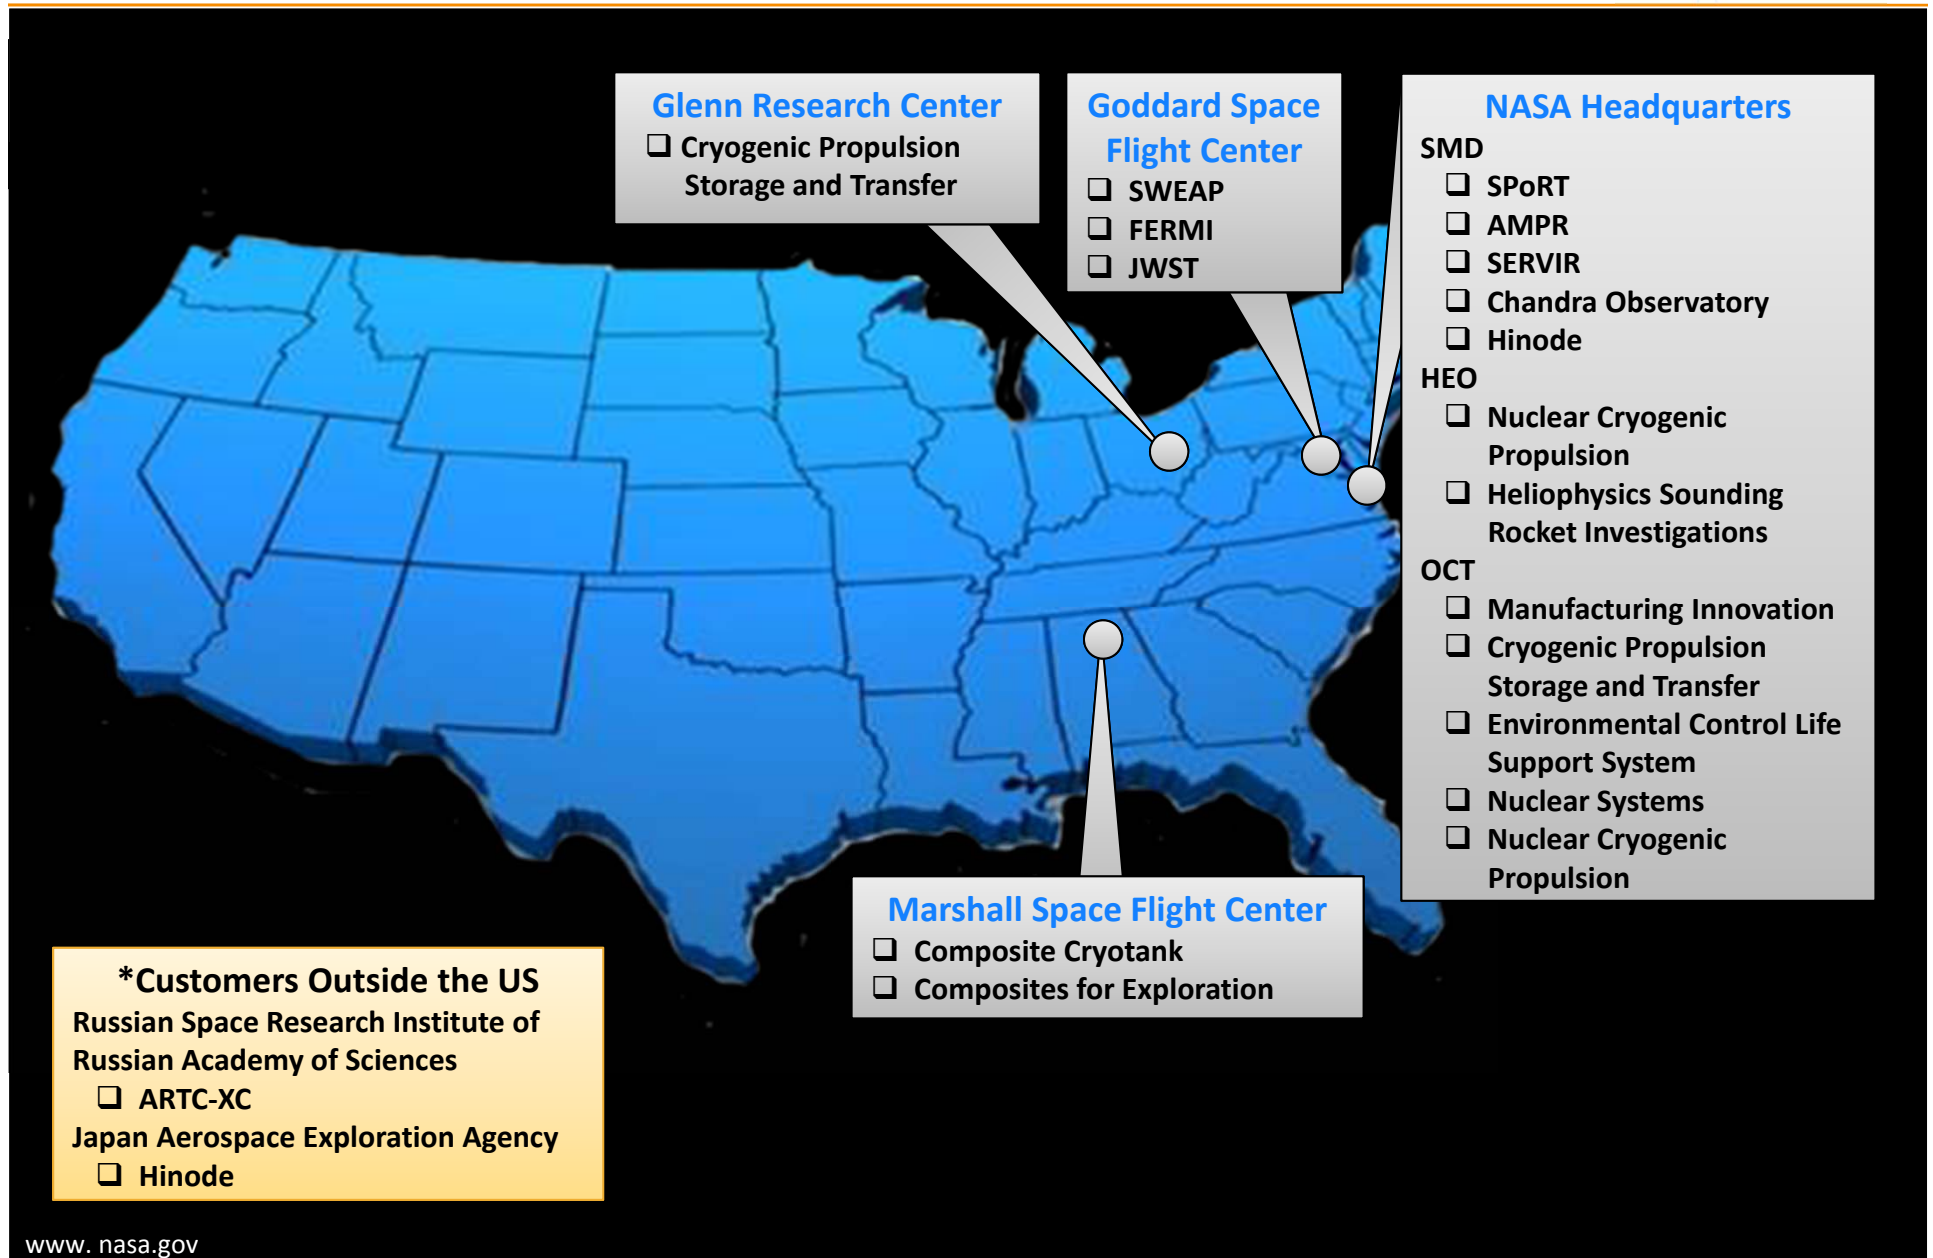 Glenn Research Center
❑ Cryogenic Propulsion
Storage and Transfer
Goddard Space
Flight Center
❑ SWEAP
❑ FERMI
❑ JWST
NASA Headquarters
SMD
❑ SPoRT
❑ AMPR
❑ SERVIR
❑ Chandra Observatory
❑ Hinode
HEO
❑ Nuclear Cryogenic
Propulsion
❑ Heliophysics Sounding
Rocket Investigations
OCT
❑ Manufacturing Innovation
❑ Cryogenic Propulsion
Storage and Transfer
❑ Environmental Control Life
Support System
❑ Nuclear Systems
❑ Nuclear Cryogenic
Propulsion
Marshall Space Flight Center
❑ Composite Cryotank
❑ Composites for Exploration
*Customers Outside the US
Russian Space Research Institute of
Russian Academy of Sciences
❑ ARTC-XC
Japan Aerospace Exploration Agency
❑ Hinode
www. nasa.gov